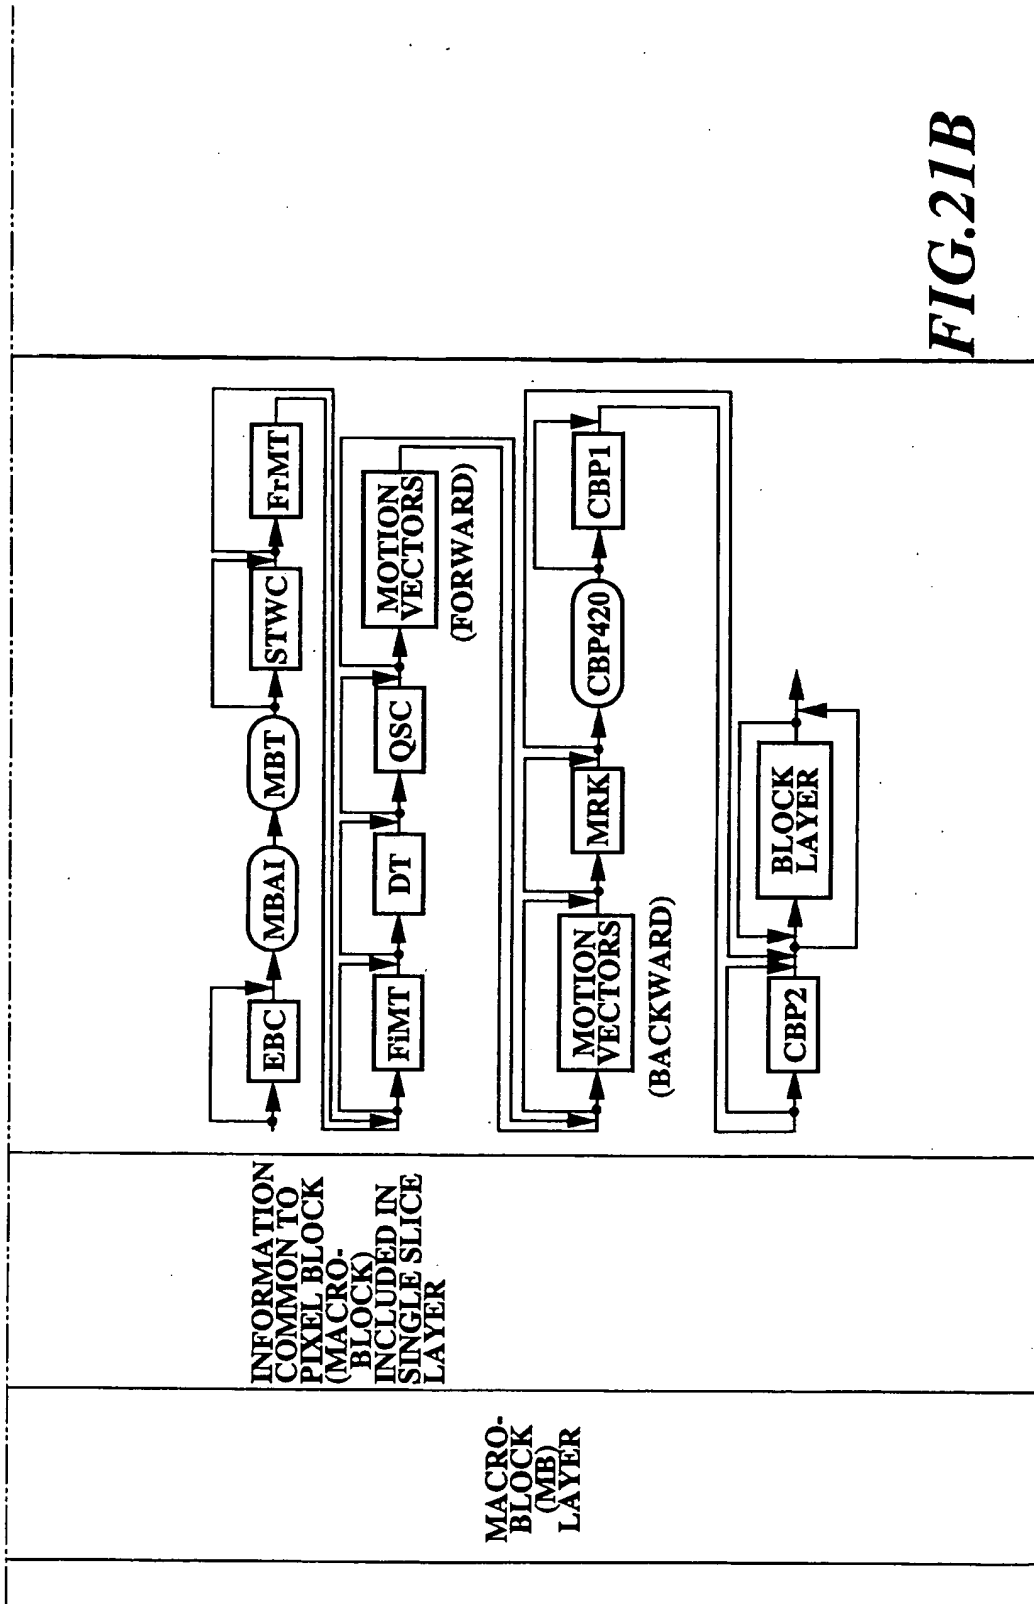 MACRO-
BLOCK
(MB)
LAYER
INFORMATION
COMMON TO
PIXEL BLOCK
(MACRO-
BLOCK)
INCLUDED IN
SINGLE SLICE
LAYER
EBC
MBAI
MBT
STWC
FrMT
FiMT
DT
QSC
MOTION
VECTORS
(FORWARD)
MOTION
VECTORS
(BACKWARD)
MRK
CBP420
CBP1
CBP2
BLOCK
LAYER
FIG.21B